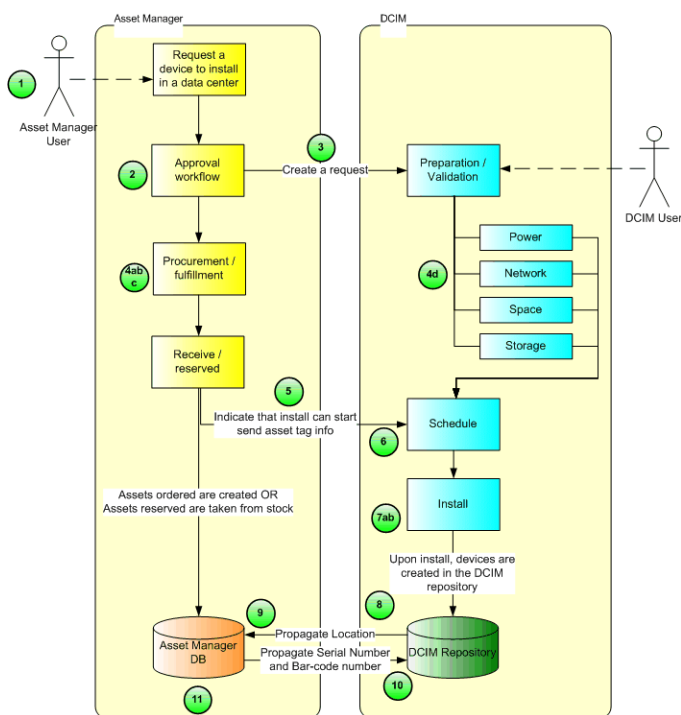 Asset Manager
DCIM
Request a
device to install
in a data center
1
Asset Manager
User
3
2
Approval
workflow
Create a request
Preparation /
Validation
DCIM User
4ab
c
Procurement /
fulfillment
4d
Power
Network
Space
Storage
Receive /
reserved
5
Indicate that install can start
send asset tag info
6
Schedule
Assets ordered are created OR
Assets reserved are taken from stock
7ab
Install
Upon install, devices are
created in the DCIM
repository
9
8
Propagate Location
Asset Manager
DB
Propagate Serial Number
and Bar-code number
DCIM Repository
11
10